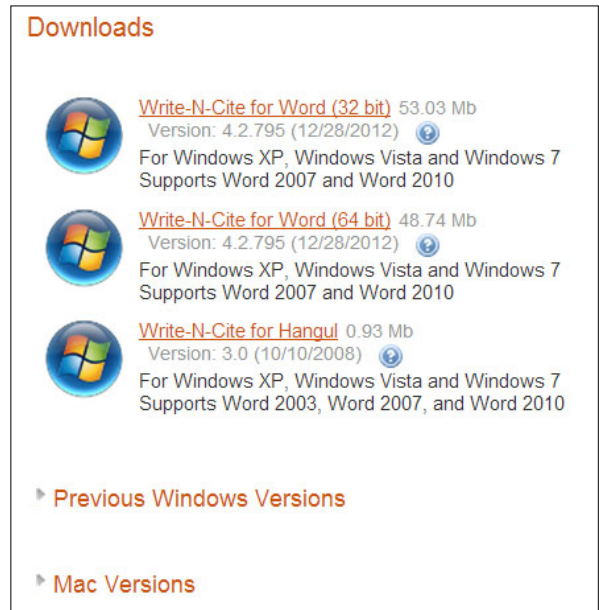 Downloads
Write-N-Cite for Word (32 bit) 53.03 Mb
Version: 4.2.795 (12/28/2012)
For Windows XP, Windows Vista and Windows 7
Supports Word 2007 and Word 2010
Write-N-Cite for Word (64 bit) 48.74 Mb
Version: 4.2.795 (12/28/2012)
For Windows XP, Windows Vista and Windows 7
Supports Word 2007 and Word 2010
Write-N-Cite for Hangul 0.93 Mb
Version: 3.0 (10/10/2008)
For Windows XP, Windows Vista and Windows 7
Supports Word 2003, Word 2007, and Word 2010
Previous Windows Versions
Mac Versions